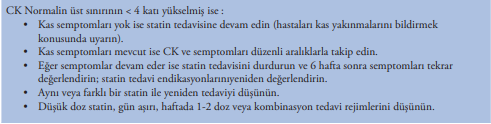 CK Normalin üst sınırının < 4 katı yükselmiş ise :
• Kas semptomları yok ise statin tedavisine devam edin (hastaları kas yakınmalarını bildirmek
konusunda uyarın).
• Kas semptomları mevcut ise CK ve semptomları düzenli aralıklarla takip edin.
• Eğer semptomlar devam eder ise statin tedavisini durdurun ve 6 hafta sonra semptomları tekrar
değerlendirin; statin tedavi endikasyonlarınıyeniden değerlendirin.
• Aynı veya farklı bir statin ile yeniden tedaviyi düşünün.
• Düşük doz statin, gün aşırı, haftada 1-2 doz veya kombinasyon tedavi rejimlerini düşünün.